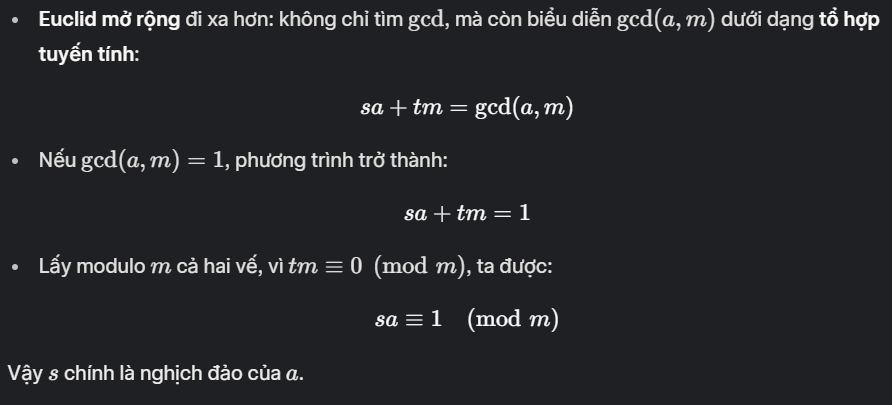 • Euclid mở rộng đi xa hơn: không chỉ tìm gcd, mà còn biểu diễn gcd(a, m) dưới dạng tổ hợp
tuyến tính:
sa + tm = gcd(a, m)
• Nếu gcd(a, m) = 1, phương trình trở thành:
sa + tm = 1
• Lấy modulo m cả hai vế, vì tm ≡ 0 (mod m), ta được:
sa ≡ 1 (mod m)
Vậy s chính là nghịch đảo của a.